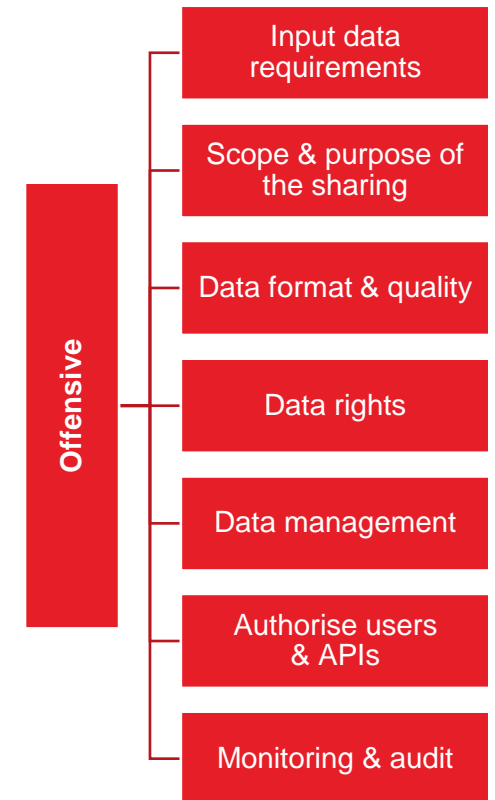 Offensive
Input data
requirements
Scope & purpose of
the sharing
Data format & quality
Data rights
Data management
Authorise users
& APIs
Monitoring & audit